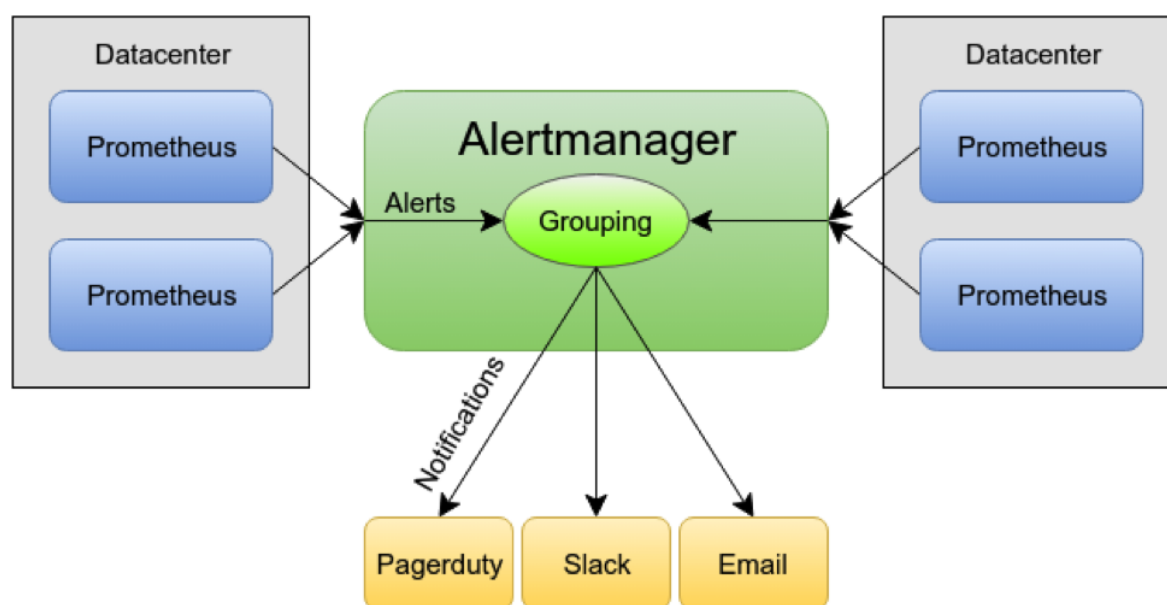 Datacenter
Prometheus
Prometheus
Alertmanager
Alerts
Grouping
Datacenter
Prometheus
Prometheus
Notifications
Pagerduty
Slack
Email